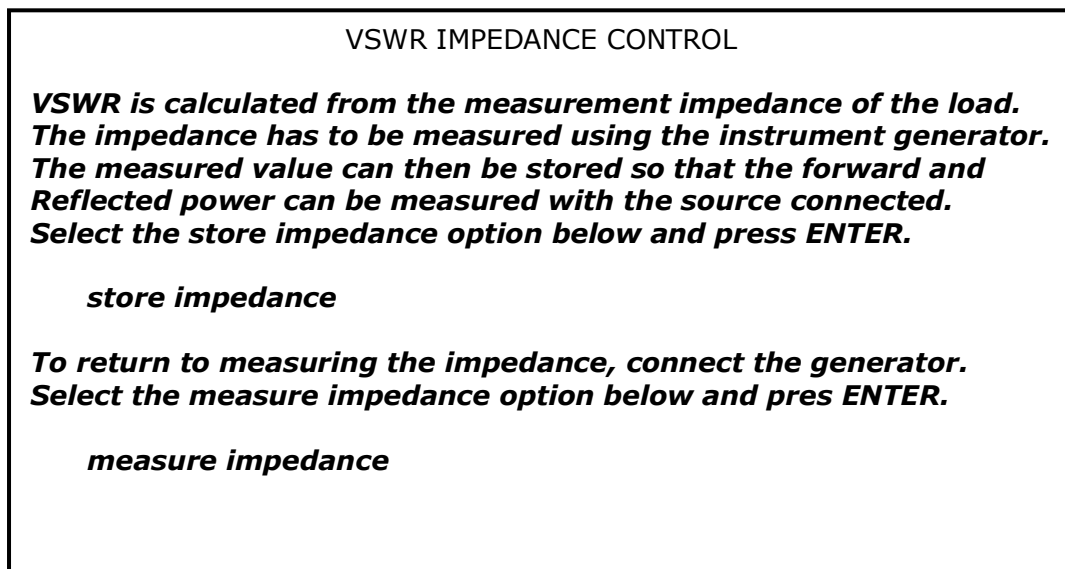 VSWR IMPEDANCE CONTROL
VSWR is calculated from the measurement impedance of the load.
The impedance has to be measured using the instrument generator.
The measured value can then be stored so that the forward and
Reflected power can be measured with the source connected.
Select the store impedance option below and press ENTER.
store impedance
To return to measuring the impedance, connect the generator.
Select the measure impedance option below and pres ENTER.
measure impedance